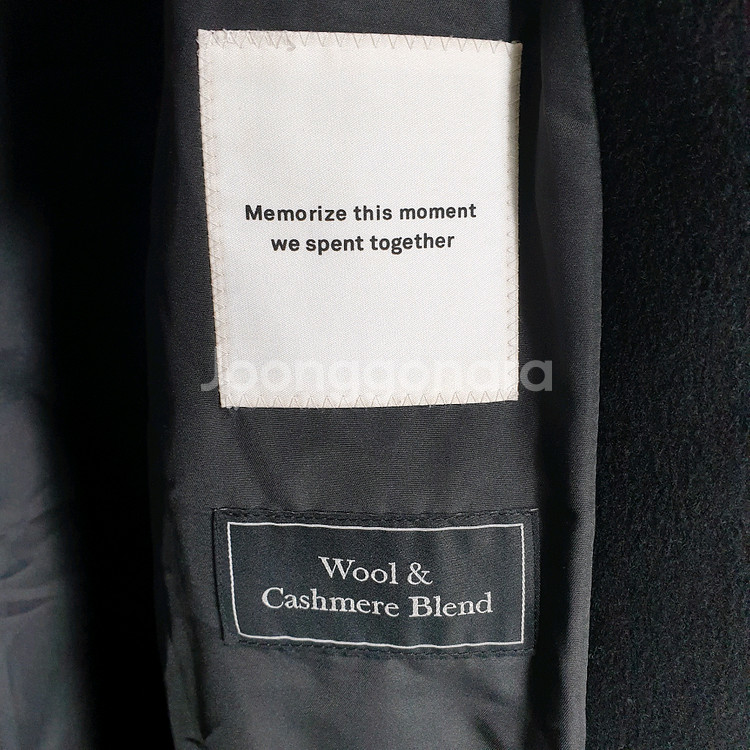 Memorize this moment
we spent together
Joonggonara
Wool &
Cashmere Blend